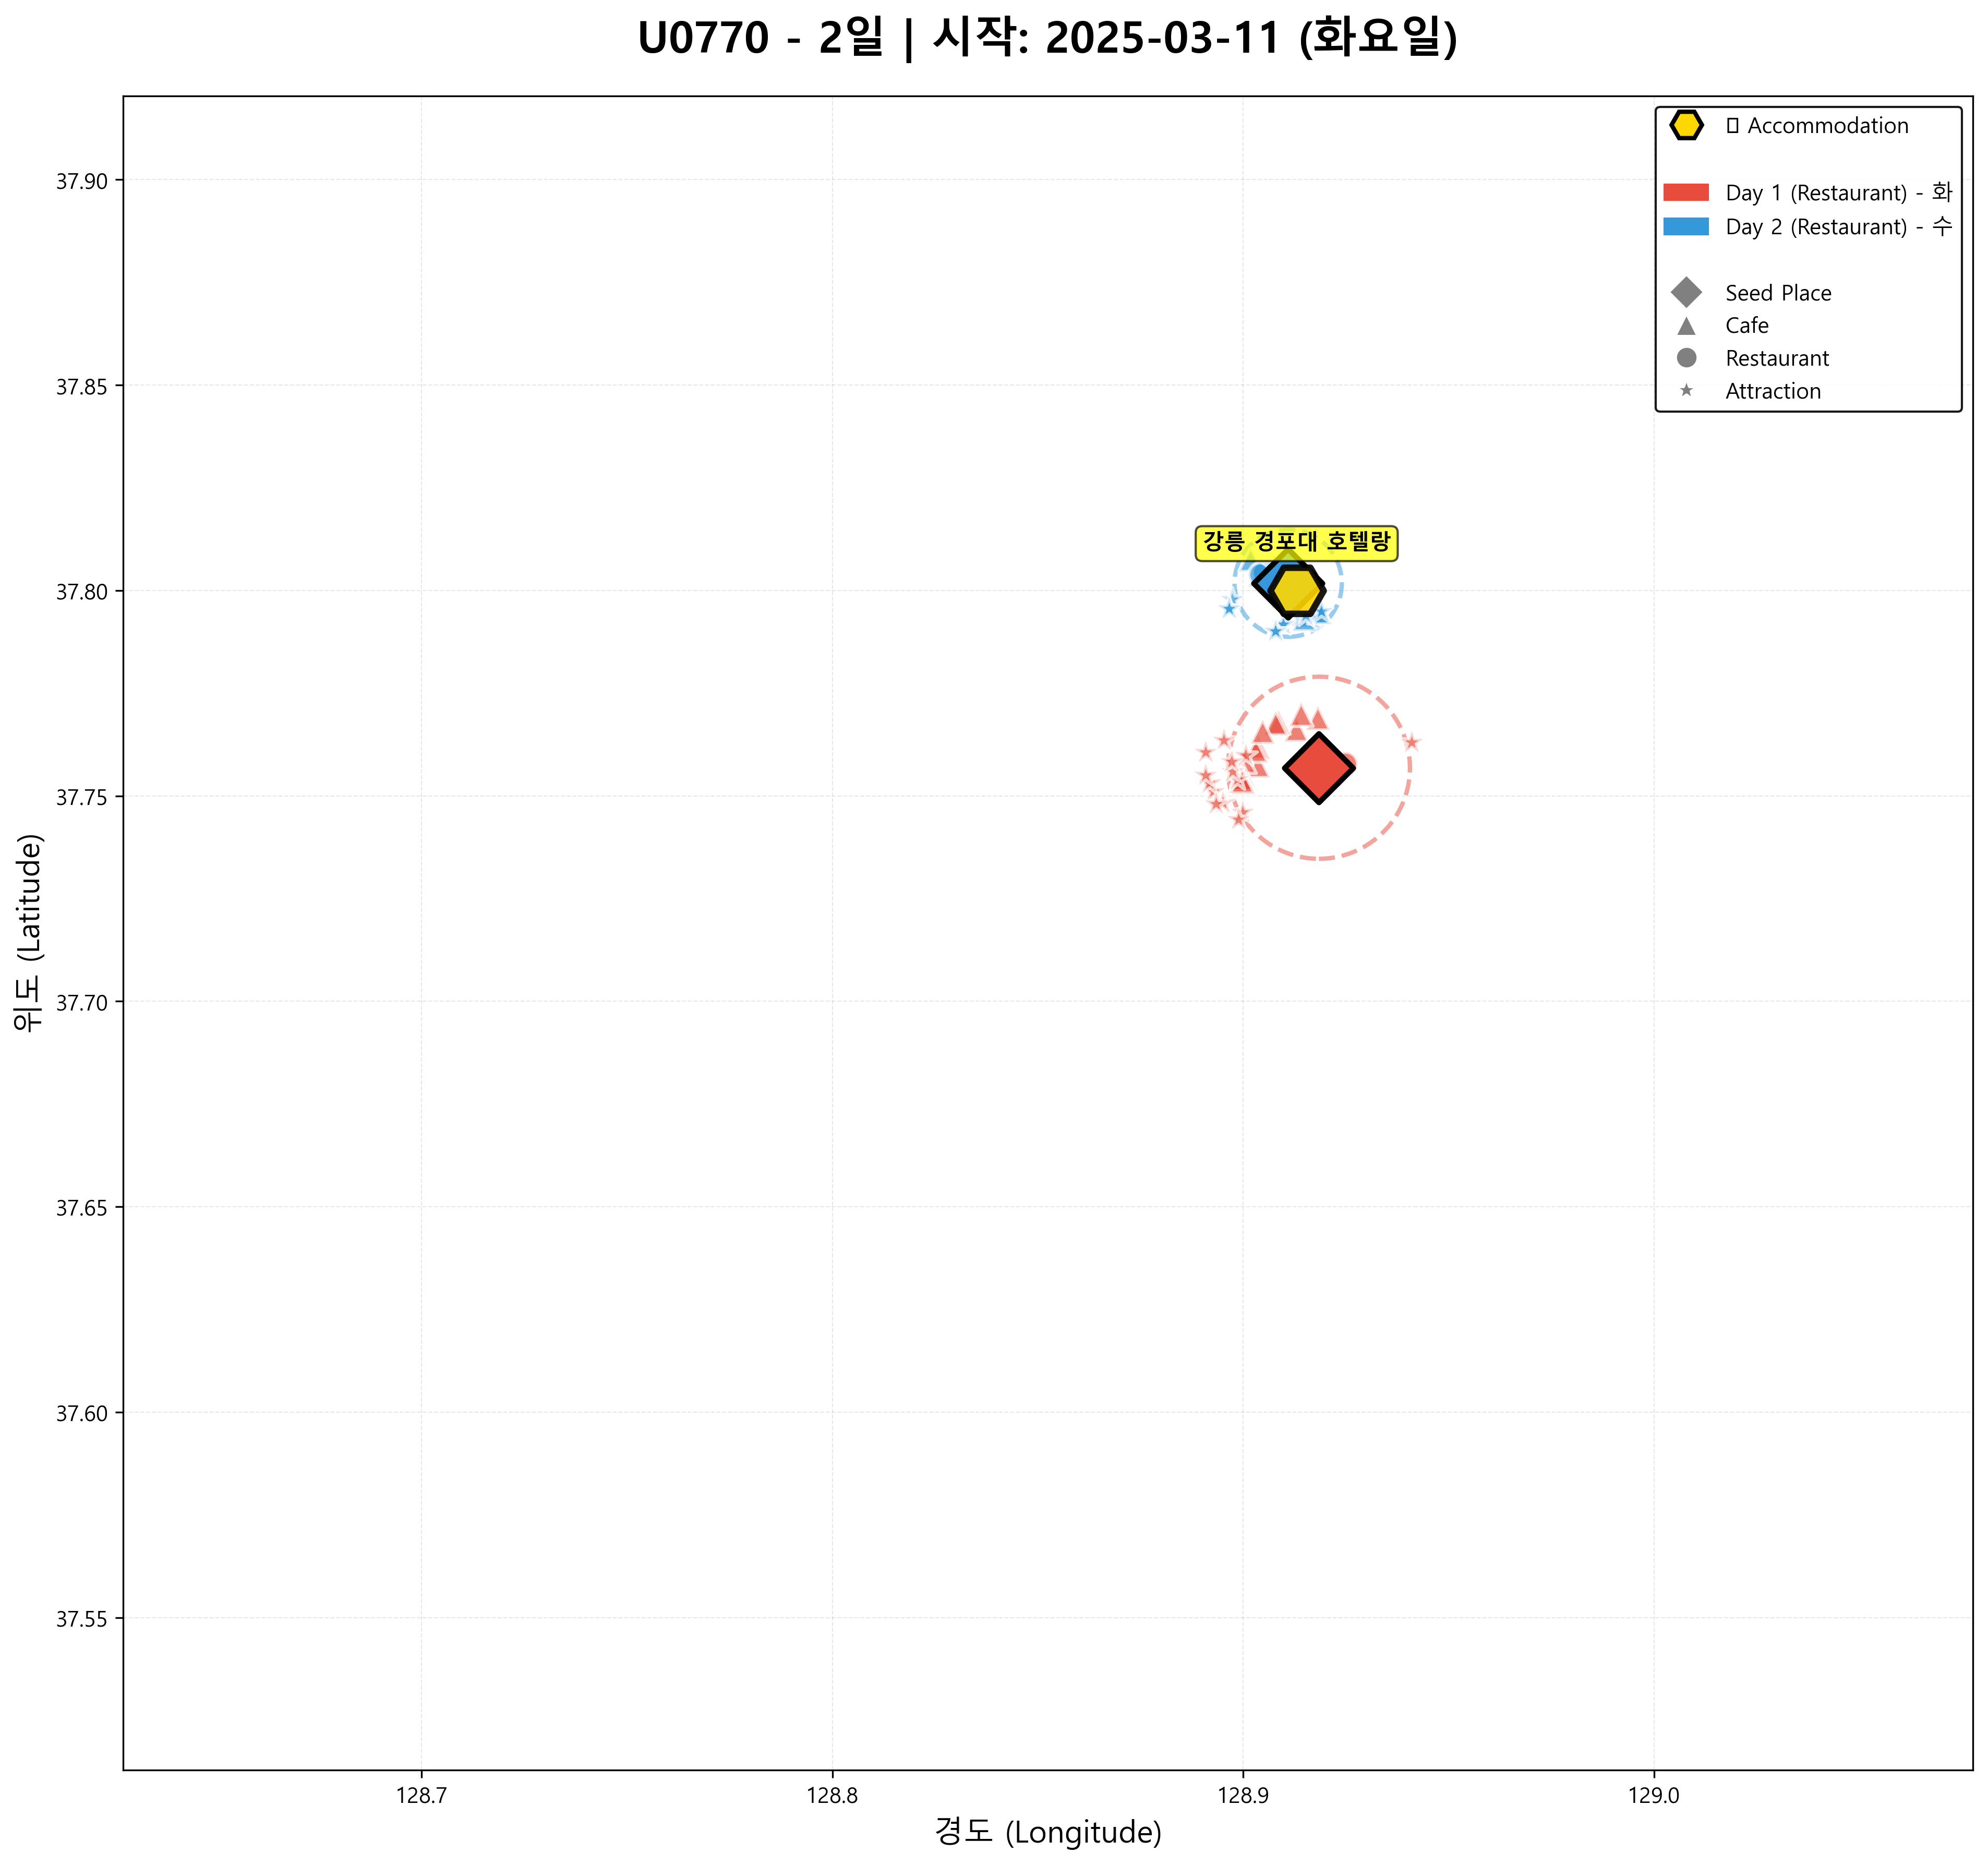 U0770 - 2일 | 시작: 2025-03-11 (화요일)
Accommodation
Day 1 (Restaurant) - 화
Day 2 (Restaurant) - 수
Seed Place
Cafe
Restaurant
Attraction
강릉 경포대 호텔랑
위도 (Latitude)
37.90
37.85
37.80
37.75
37.70
37.65
37.60
37.55
128.7
128.8
128.9
129.0
경도 (Longitude)